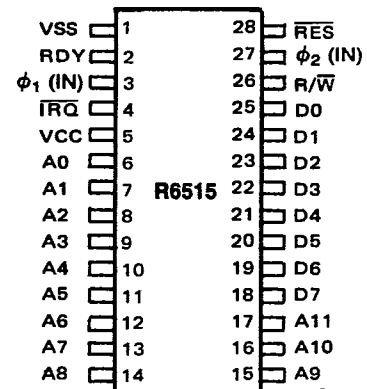 VSS 1 28 R̅E̅S̅
RDY 2 27 ϕ₂ (IN)
ϕ₁ (IN) 3 26 R/W̅
I̅R̅Q̅ 4 25 D0
VCC 5 24 D1
A0 6 23 D2
A1 7 R6515 22 D3
A2 8 21 D4
A3 9 20 D5
A4 10 19 D6
A5 11 18 D7
A6 12 17 A11
A7 13 16 A10
A8 14 15 A9